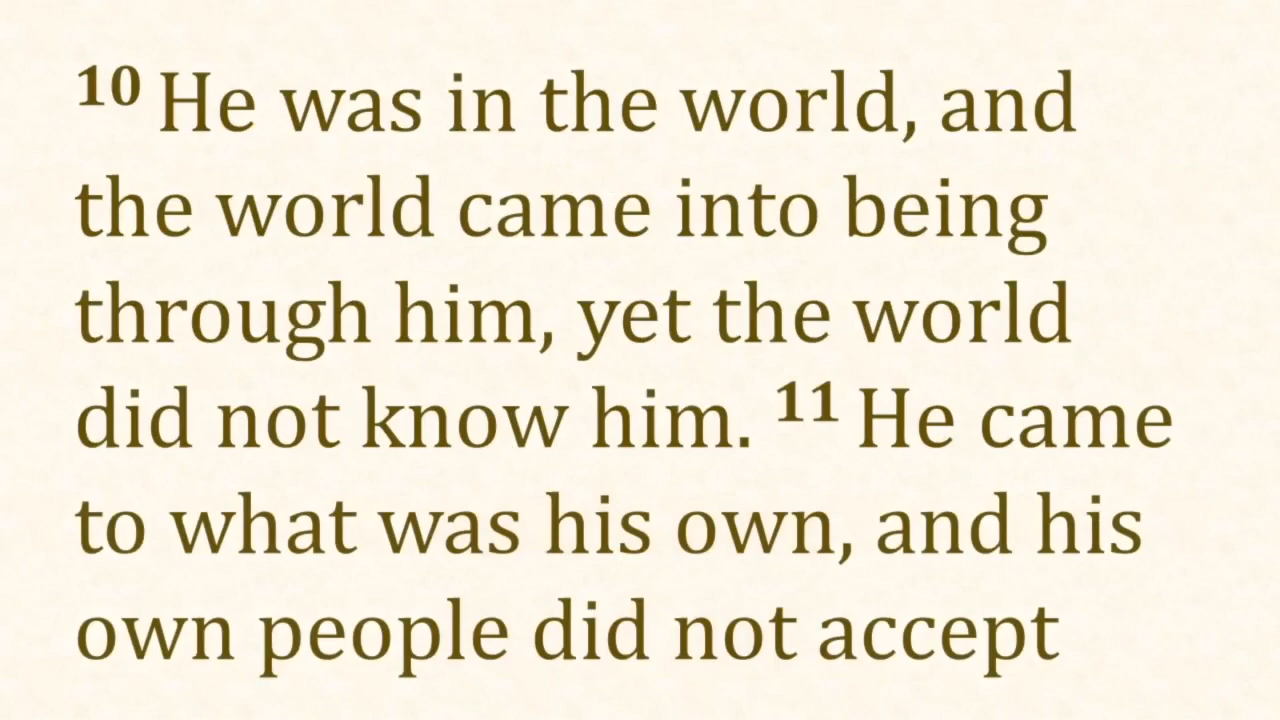 10 He was in the world, and
the world came into being
through him, yet the world
did not know him. 11 He came
to what was his own, and his
own people did not accept